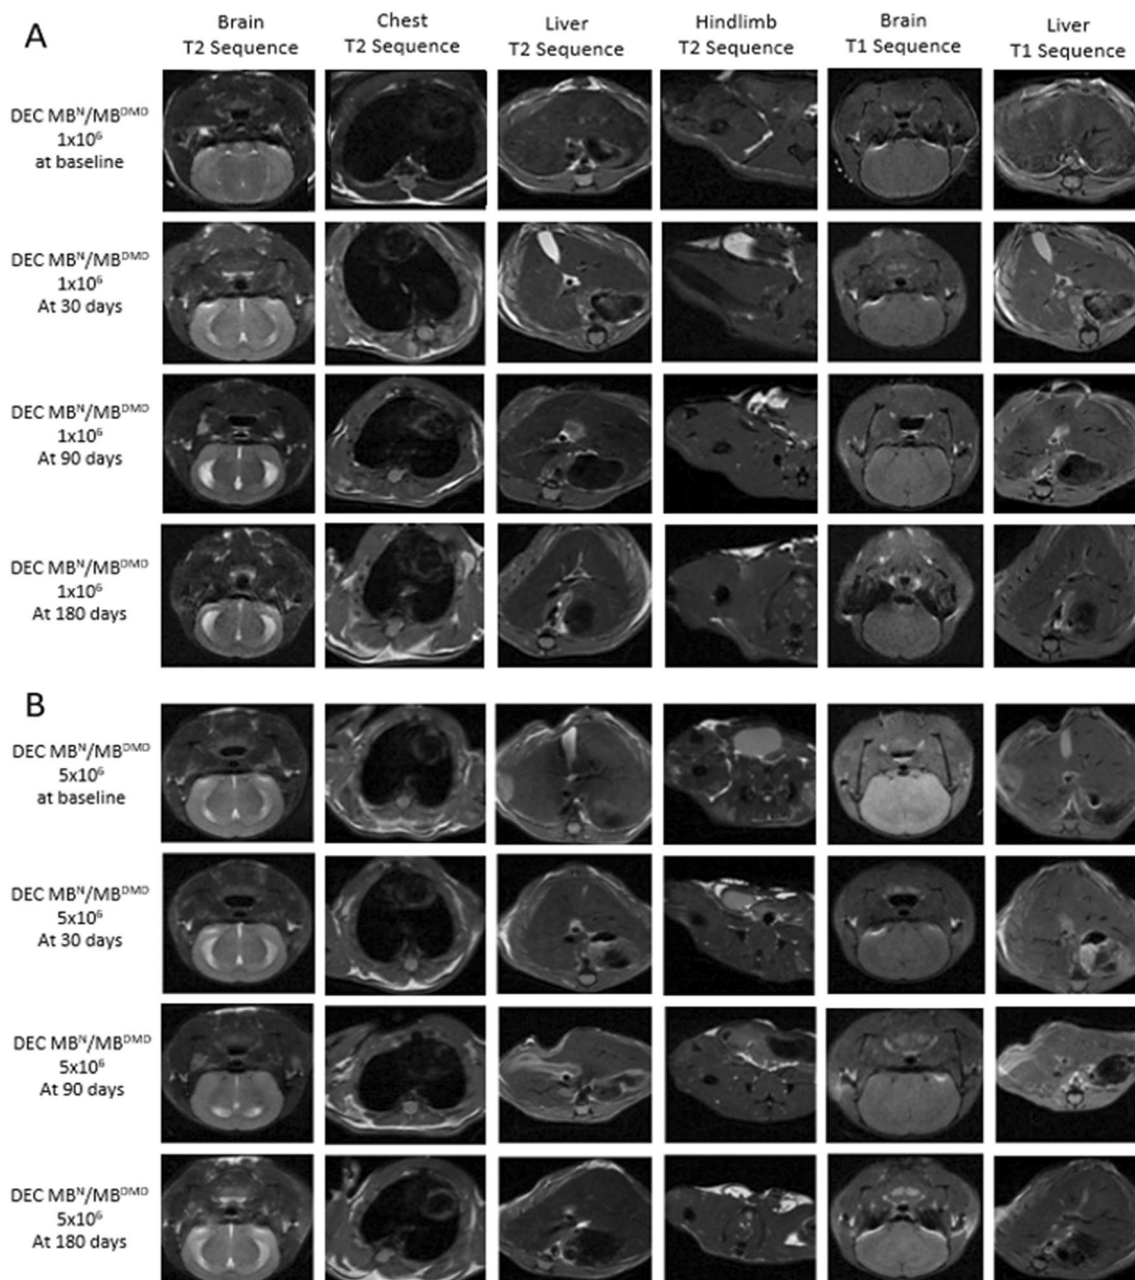 A
Brain
T2 Sequence
Chest
T2 Sequence
Liver
T2 Sequence
Hindlimb
T2 Sequence
Brain
T1 Sequence
Liver
T1 Sequence
DEC MBᴺ/MBᴰᴹᴰ
1x10⁶
at baseline
DEC MBᴺ/MBᴰᴹᴰ
1x10⁶
At 30 days
DEC MBᴺ/MBᴰᴹᴰ
1x10⁶
At 90 days
DEC MBᴺ/MBᴰᴹᴰ
1x10⁶
At 180 days
B
DEC MBᴺ/MBᴰᴹᴰ
5x10⁶
at baseline
DEC MBᴺ/MBᴰᴹᴰ
5x10⁶
At 30 days
DEC MBᴺ/MBᴰᴹᴰ
5x10⁶
At 90 days
DEC MBᴺ/MBᴰᴹᴰ
5x10⁶
At 180 days